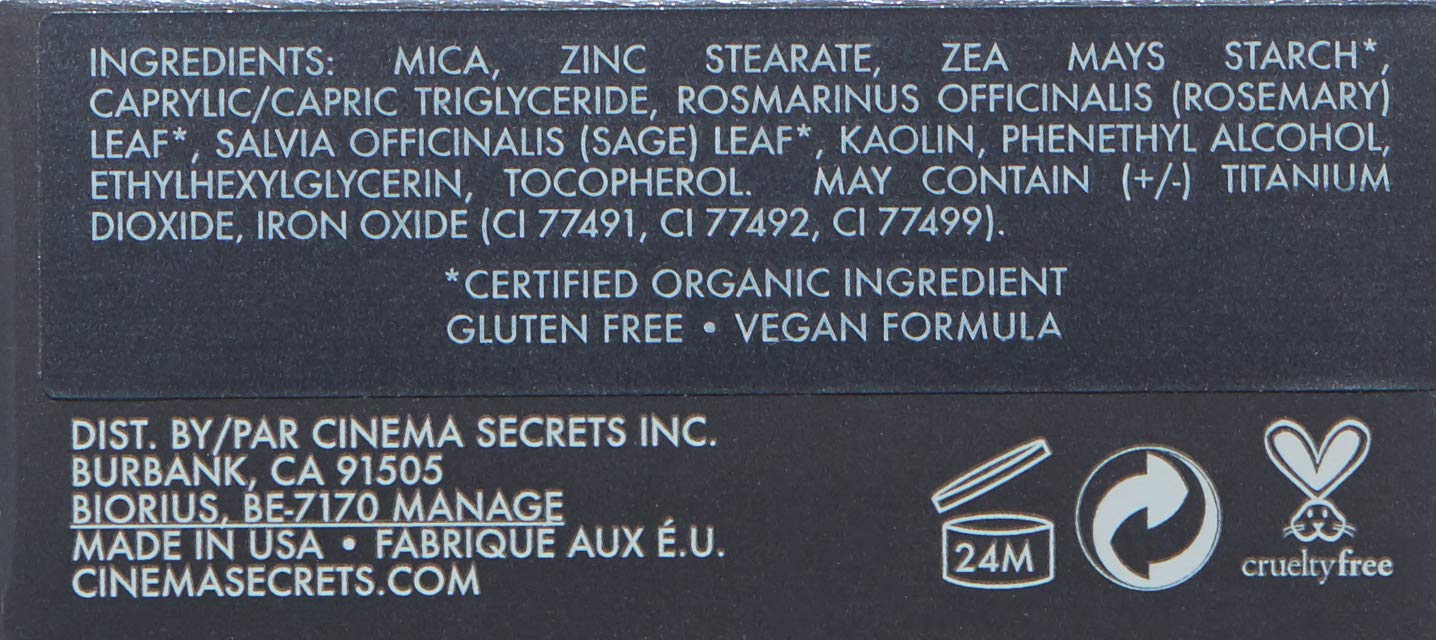 INGREDIENTS: MICA, ZINC STEARATE, ZEA MAYS STARCH*,
CAPRYLIC/CAPRIC TRIGLYCERIDE, ROSMARINUS OFFICINALIS (ROSEMARY)
LEAF*, SALVIA OFFICINALIS (SAGE) LEAF*, KAOLIN, PHENETHYL ALCOHOL,
ETHYLHEXYLGLYCERIN, TOCOPHEROL. MAY CONTAIN (+/-) TITANIUM
DIOXIDE, IRON OXIDE (CI 77491, CI 77492, CI 77499).
*CERTIFIED ORGANIC INGREDIENT
GLUTEN FREE • VEGAN FORMULA
DIST. BY/PAR CINEMA SECRETS INC.
BURBANK, CA 91505
BIORIUS, BE-7170 MANAGE
MADE IN USA • FABRIQUÉ AUX É.U.
CINEMASECRETS.COM
24M
crueltyfree